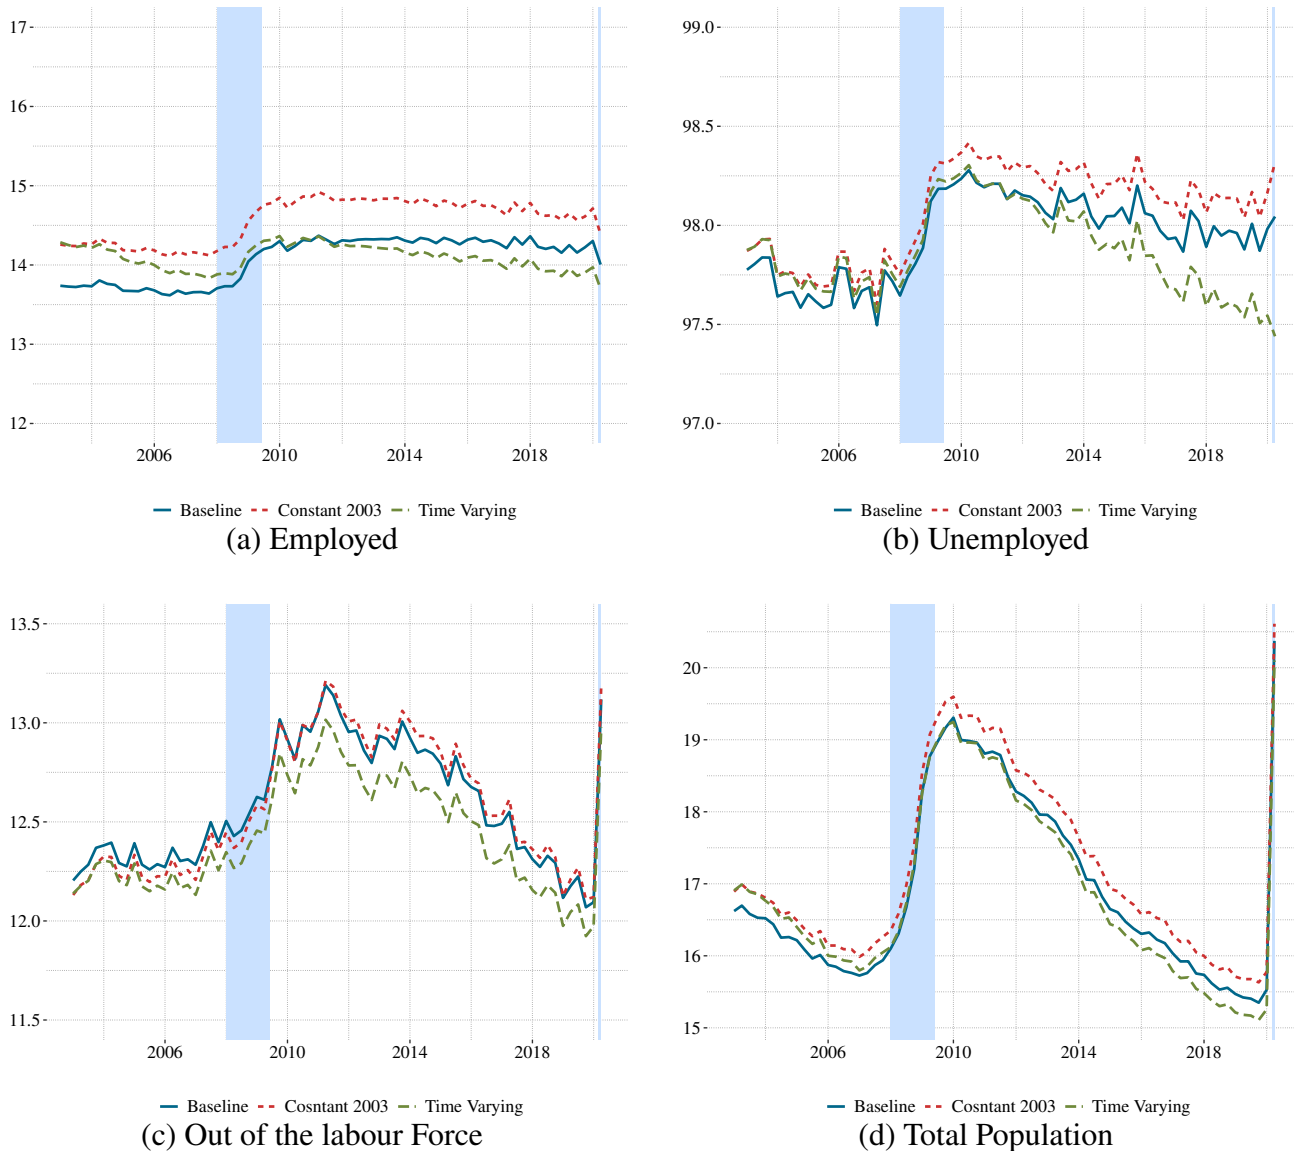 17
16
15
14
13
12
2006 2010 2014 2018
Baseline Constant 2003 Time Varying
(a) Employed
99.0
98.5
98.0
97.5
97.0
2006 2010 2014 2018
Baseline Constant 2003 Time Varying
(b) Unemployed
13.5
13.0
12.5
12.0
11.5
2006 2010 2014 2018
Baseline Cosntant 2003 Time Varying
(c) Out of the labour Force
20
19
18
17
16
15
2006 2010 2014 2018
Baseline Cosntant 2003 Time Varying
(d) Total Population